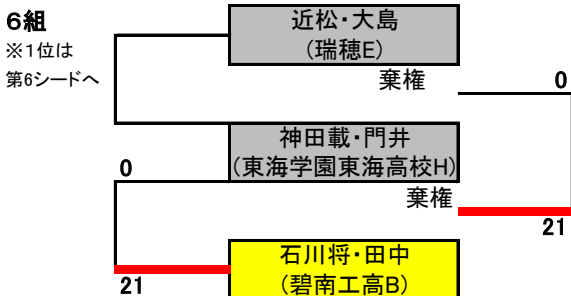 6組
※1位は
第6シードへ
近松・大島
(瑞穂E)
棄権
0
神田載・門井
(東海学園東海高校H)
0
棄権
21
石川将・田中
(碧南工高B)
21